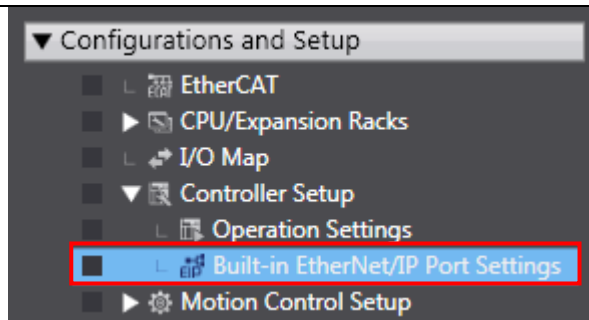 ▼ Configurations and Setup
EtherCAT
▶ CPU/Expansion Racks
I/O Map
▼ Controller Setup
Operation Settings
EIP Built-in EtherNet/IP Port Settings
▶ Motion Control Setup